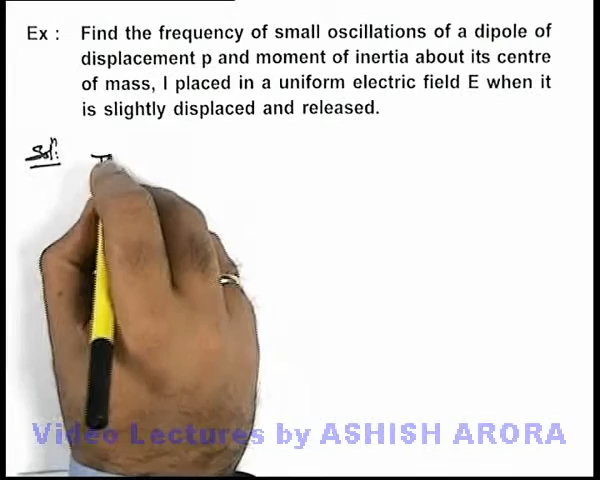 Ex : Find the frequency of small oscillations of a dipole of
displacement p and moment of inertia about its centre
of mass, I placed in a uniform electric field E when it
is slightly displaced and released.
Solⁿ:
Video Lectures by ASHISH ARORA